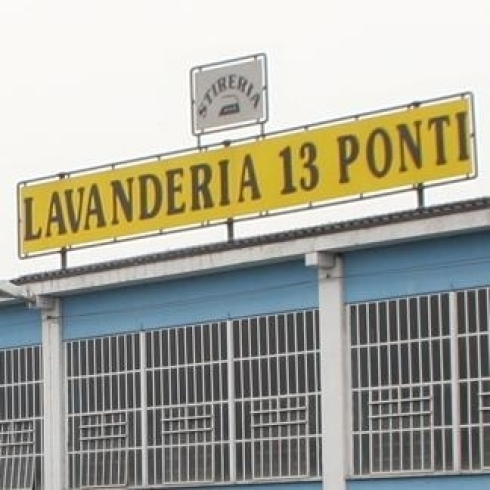 STIRERIA
LAVANDERIA 13 PONTI